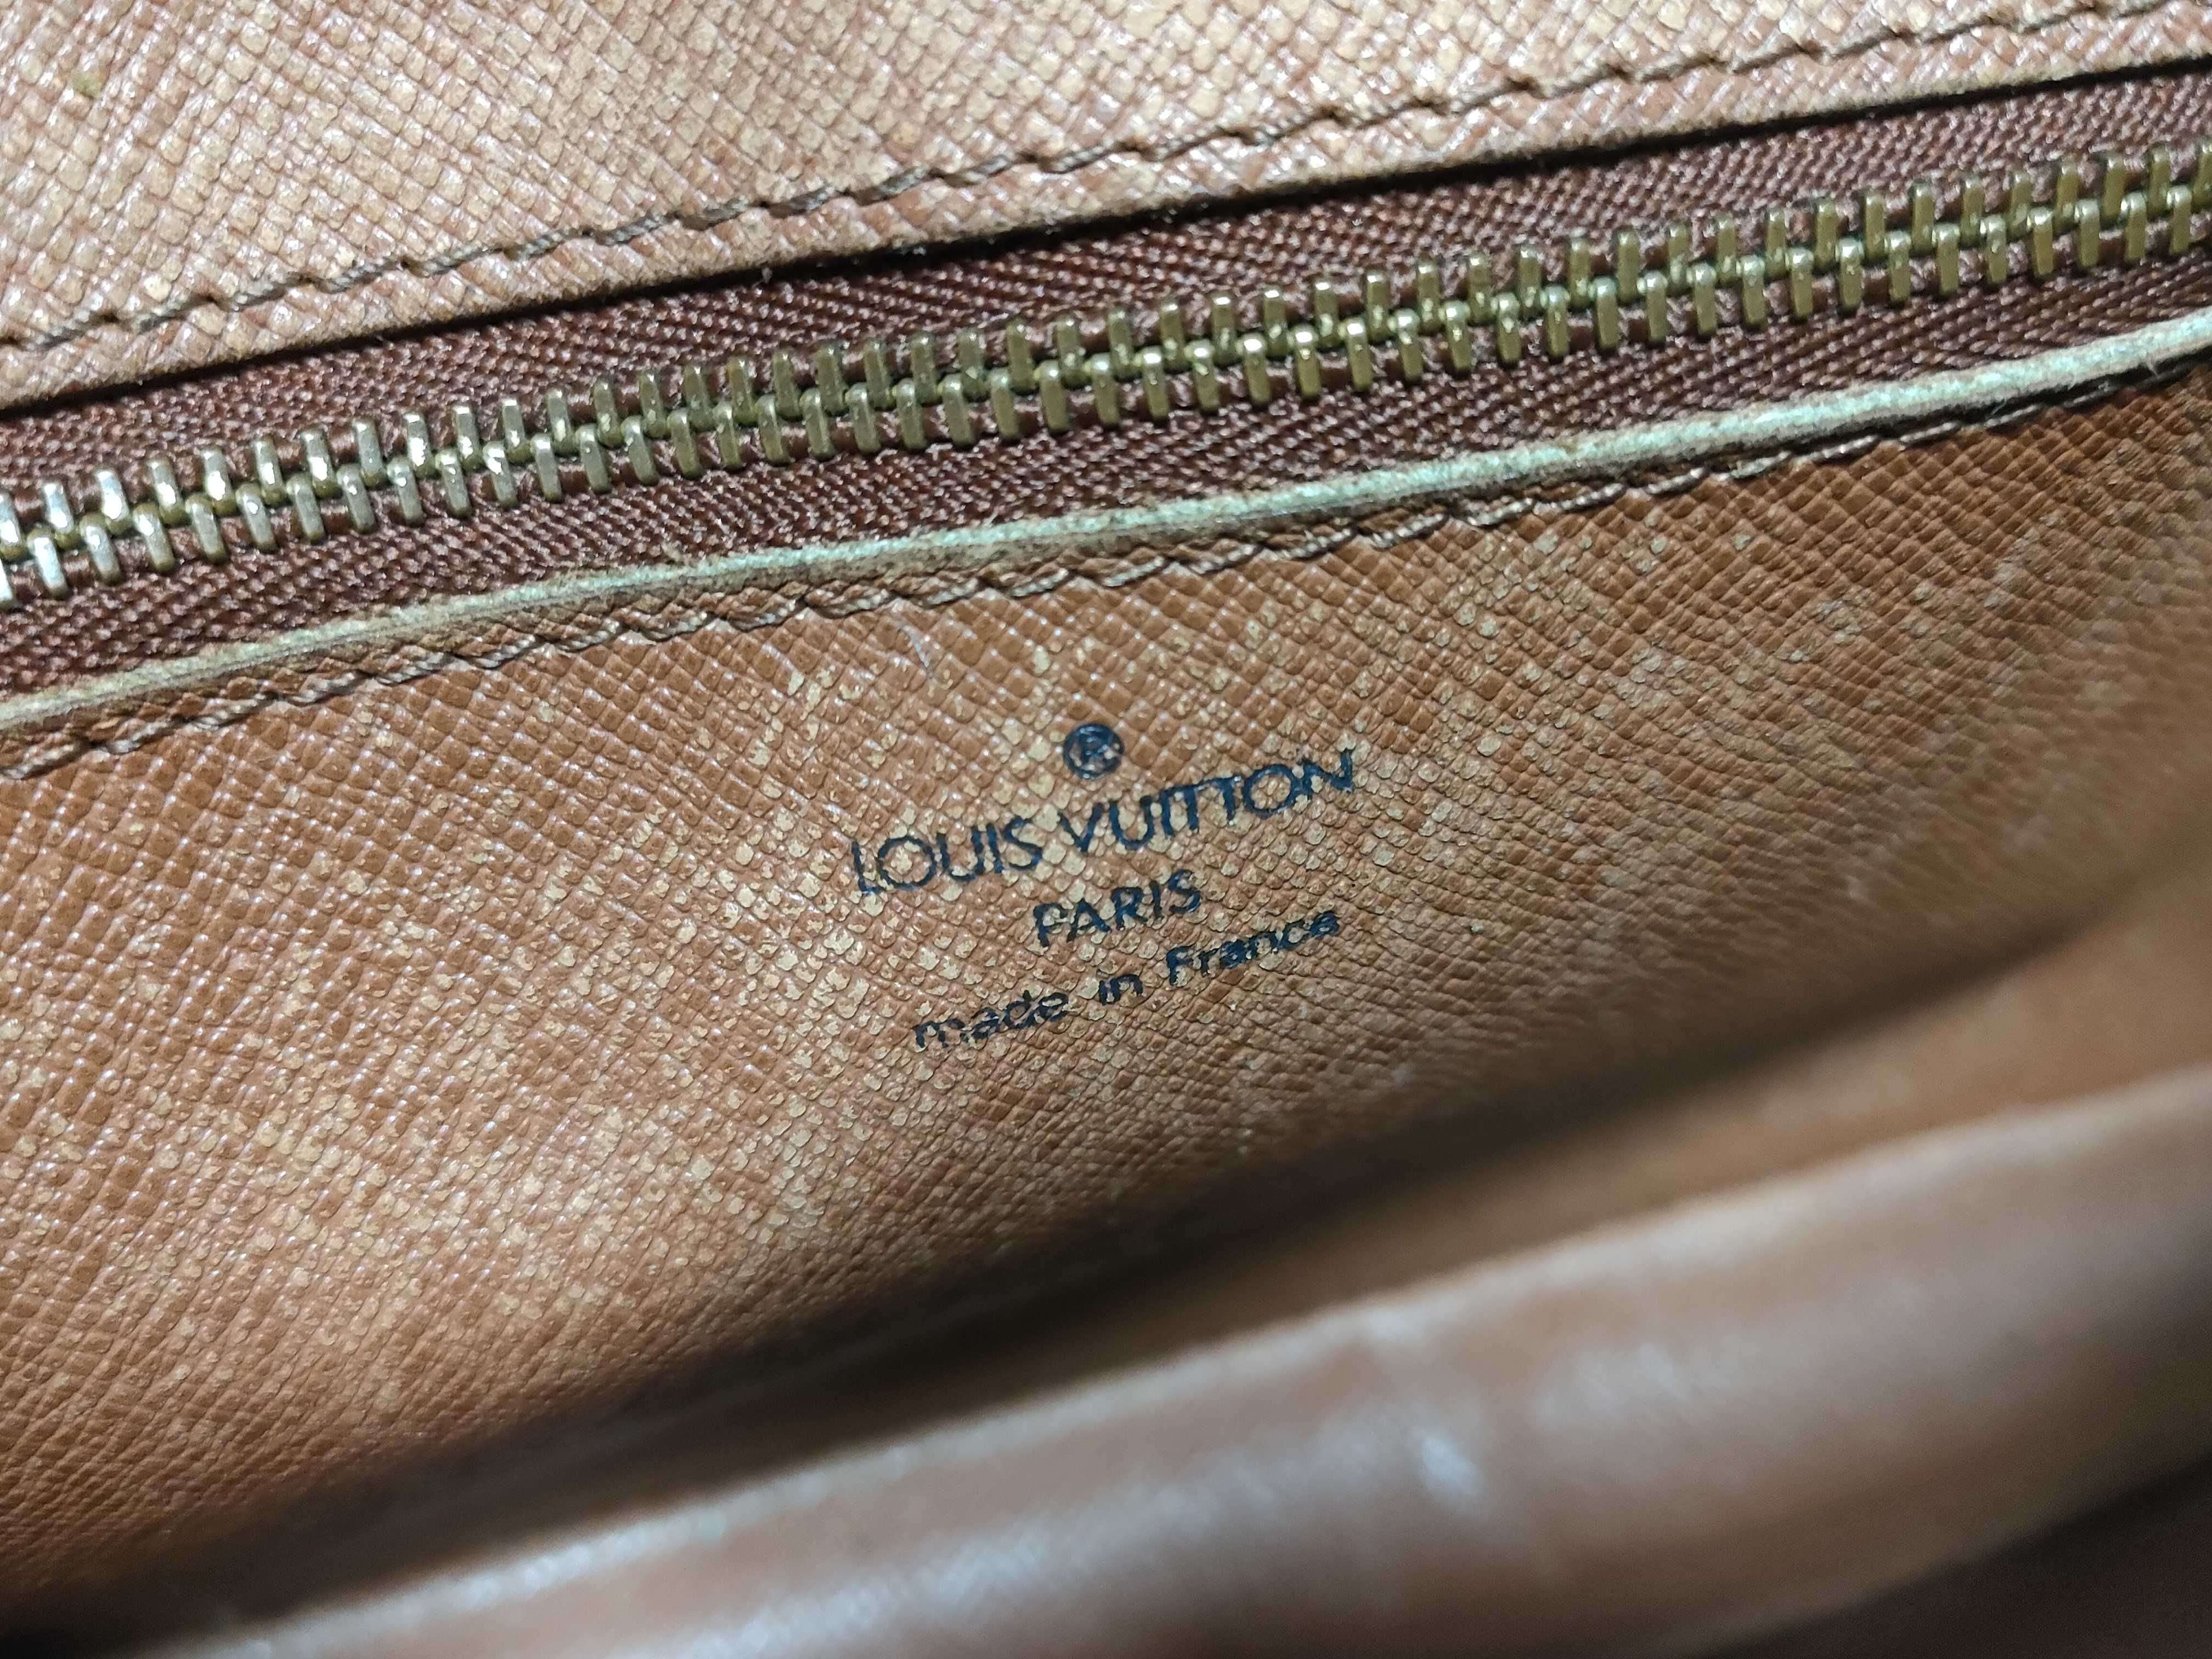 ®
LOUIS VUITTON
PARIS
made in France